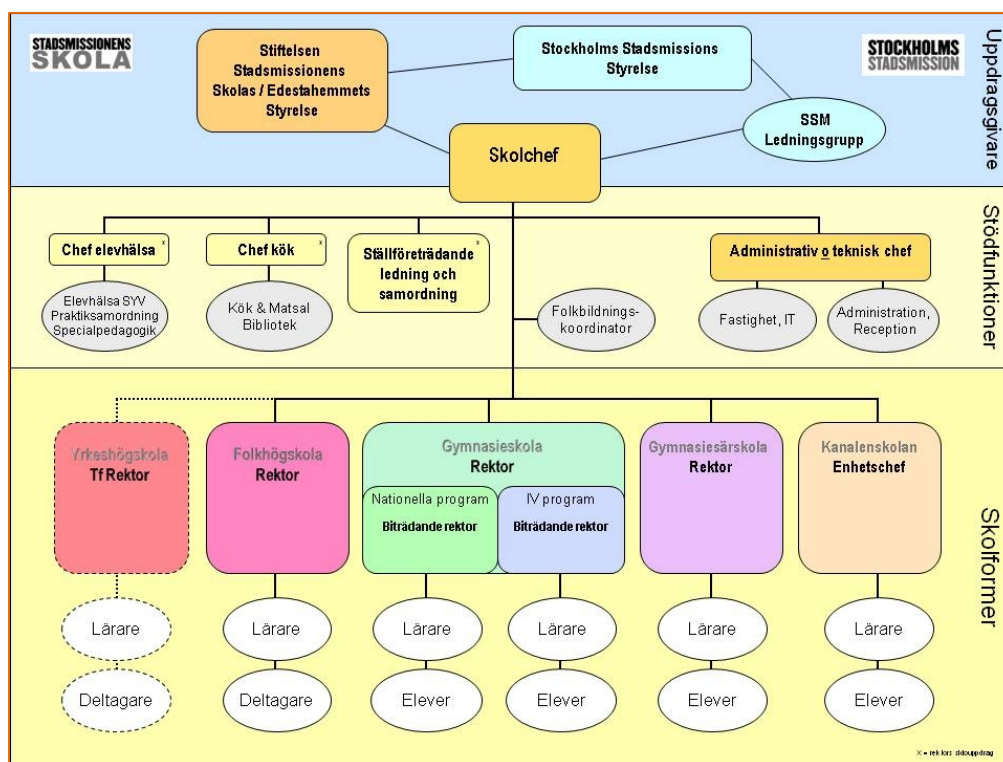 STADSMISSIONENS
SKOLA
Stiftelsen
Stadsmissionens
Skolas / Edestahemmets
Styrelse
Stockholms Stadsmissions
Styrelse
STOCKHOLMS
STADSMISSION
SSM
Ledningsgrupp
Skolchef
Uppdragsgivare
Chef elevhälsa x
Chef kök x
Ställföreträdande x
ledning och
samordning
Administrativ o teknisk chef
Elevhälsa SYV
Praktiksamordning
Specialpedagogik
Kök & Matsal
Bibliotek
Folkbildnings-
koordinator
Fastighet, IT
Administration,
Reception
Stödfunktioner
Yrkeshögskola
Tf Rektor
Folkhögskola
Rektor
Gymnasieskola
Rektor
Nationella program
Biträdande rektor
IV program
Biträdande rektor
Gymnasiesärskola
Rektor
Kanalenskolan
Enhetschef
Lärare
Lärare
Lärare
Lärare
Lärare
Lärare
Deltagare
Deltagare
Elever
Elever
Elever
Elever
Skolformer
X = rektors sidouppdrag